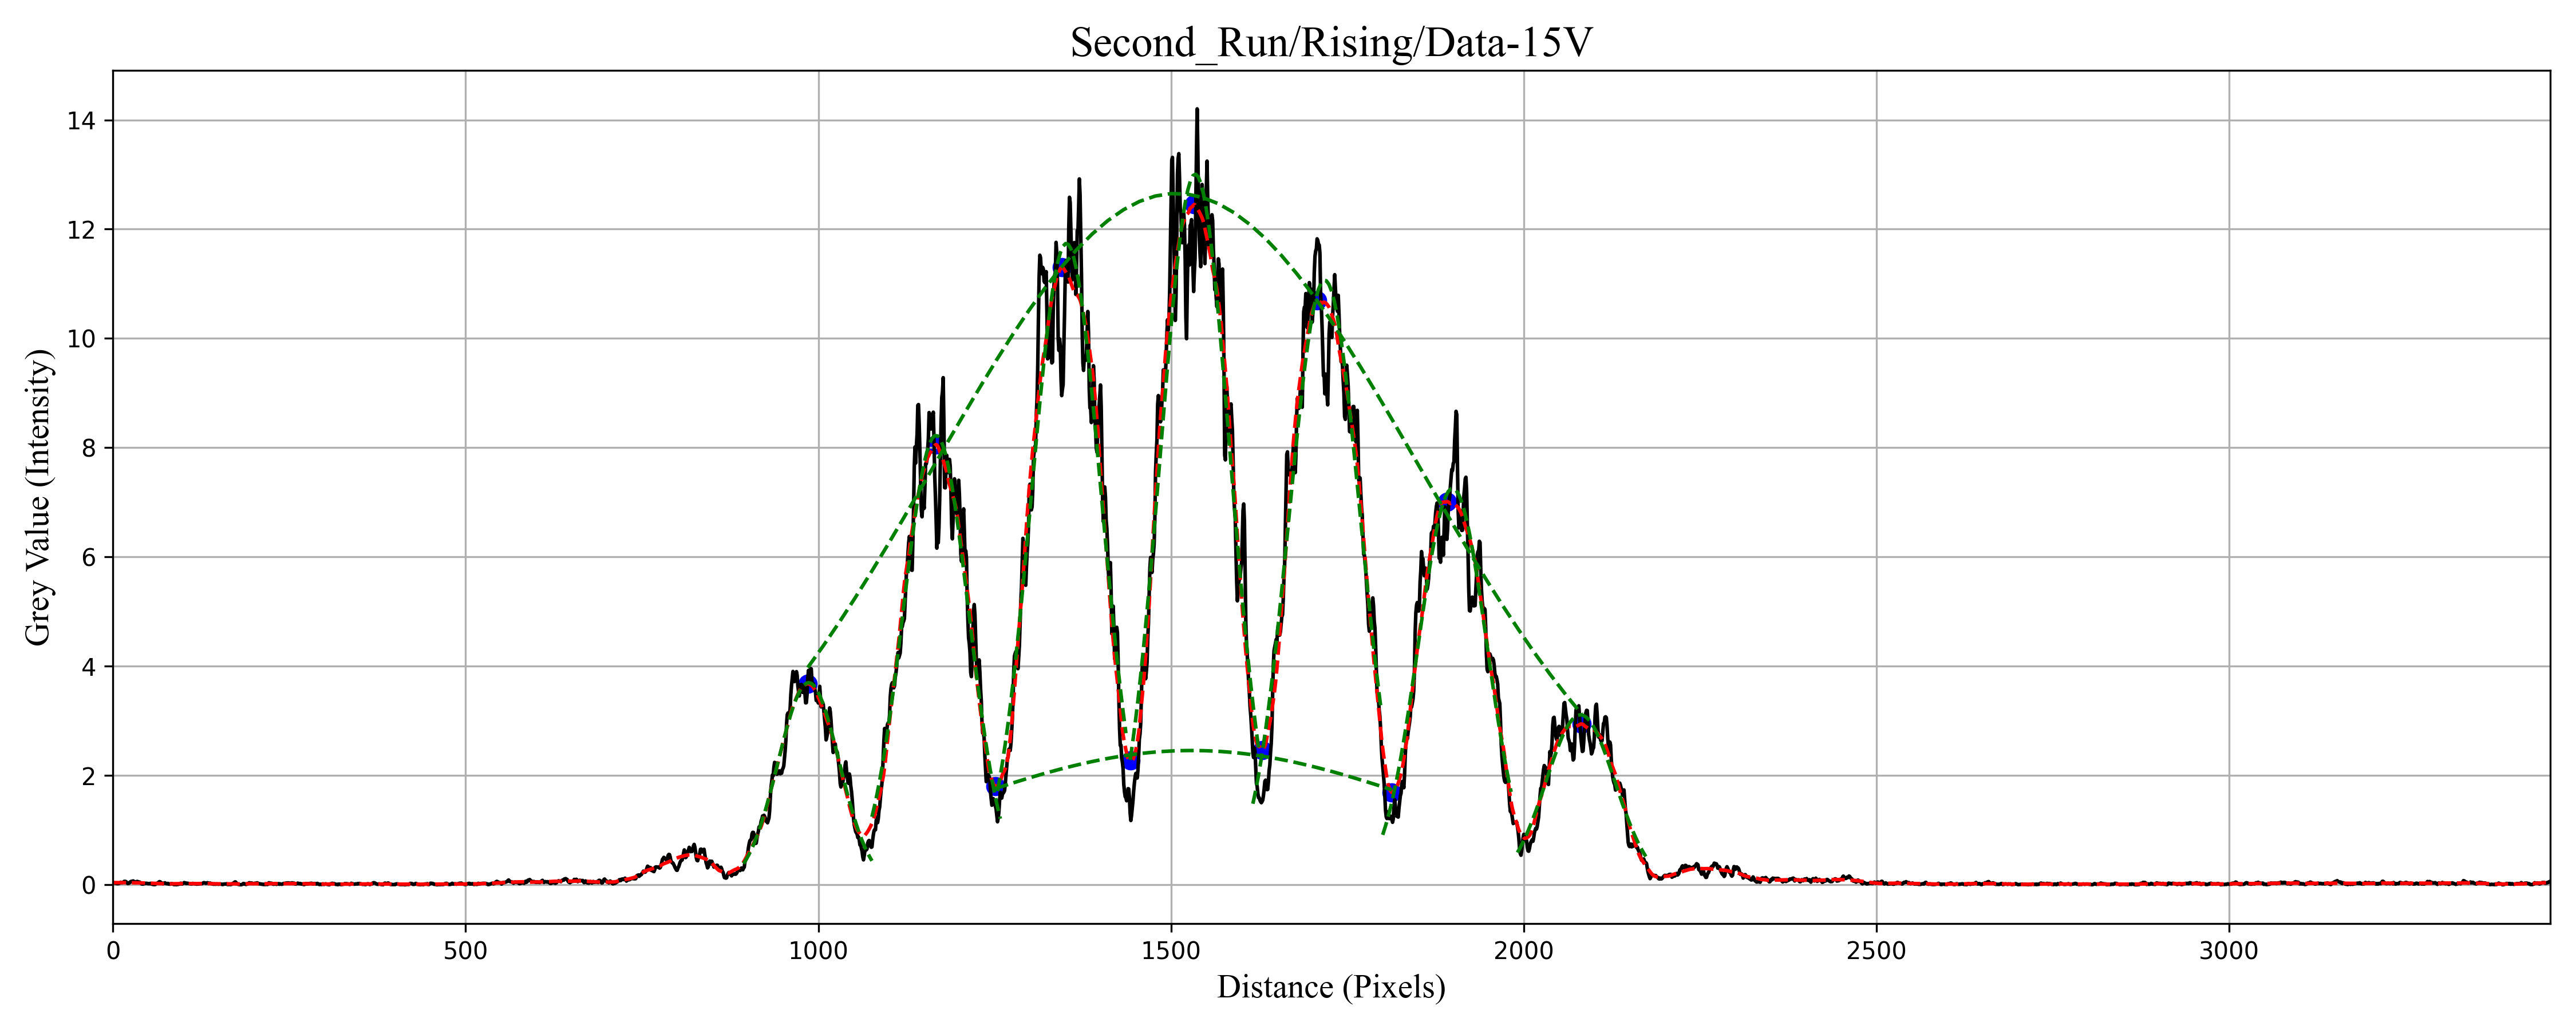 Second_Run/Rising/Data-15V
Grey Value (Intensity)
14
12
10
8
6
4
2
0
0 500 1000 1500 2000 2500 3000
Distance (Pixels)